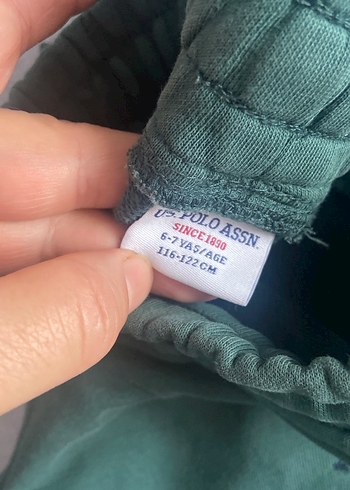 U.S. POLO ASSN.
SINCE 1890
6-7 YAŞ/AGE
116-122 CM